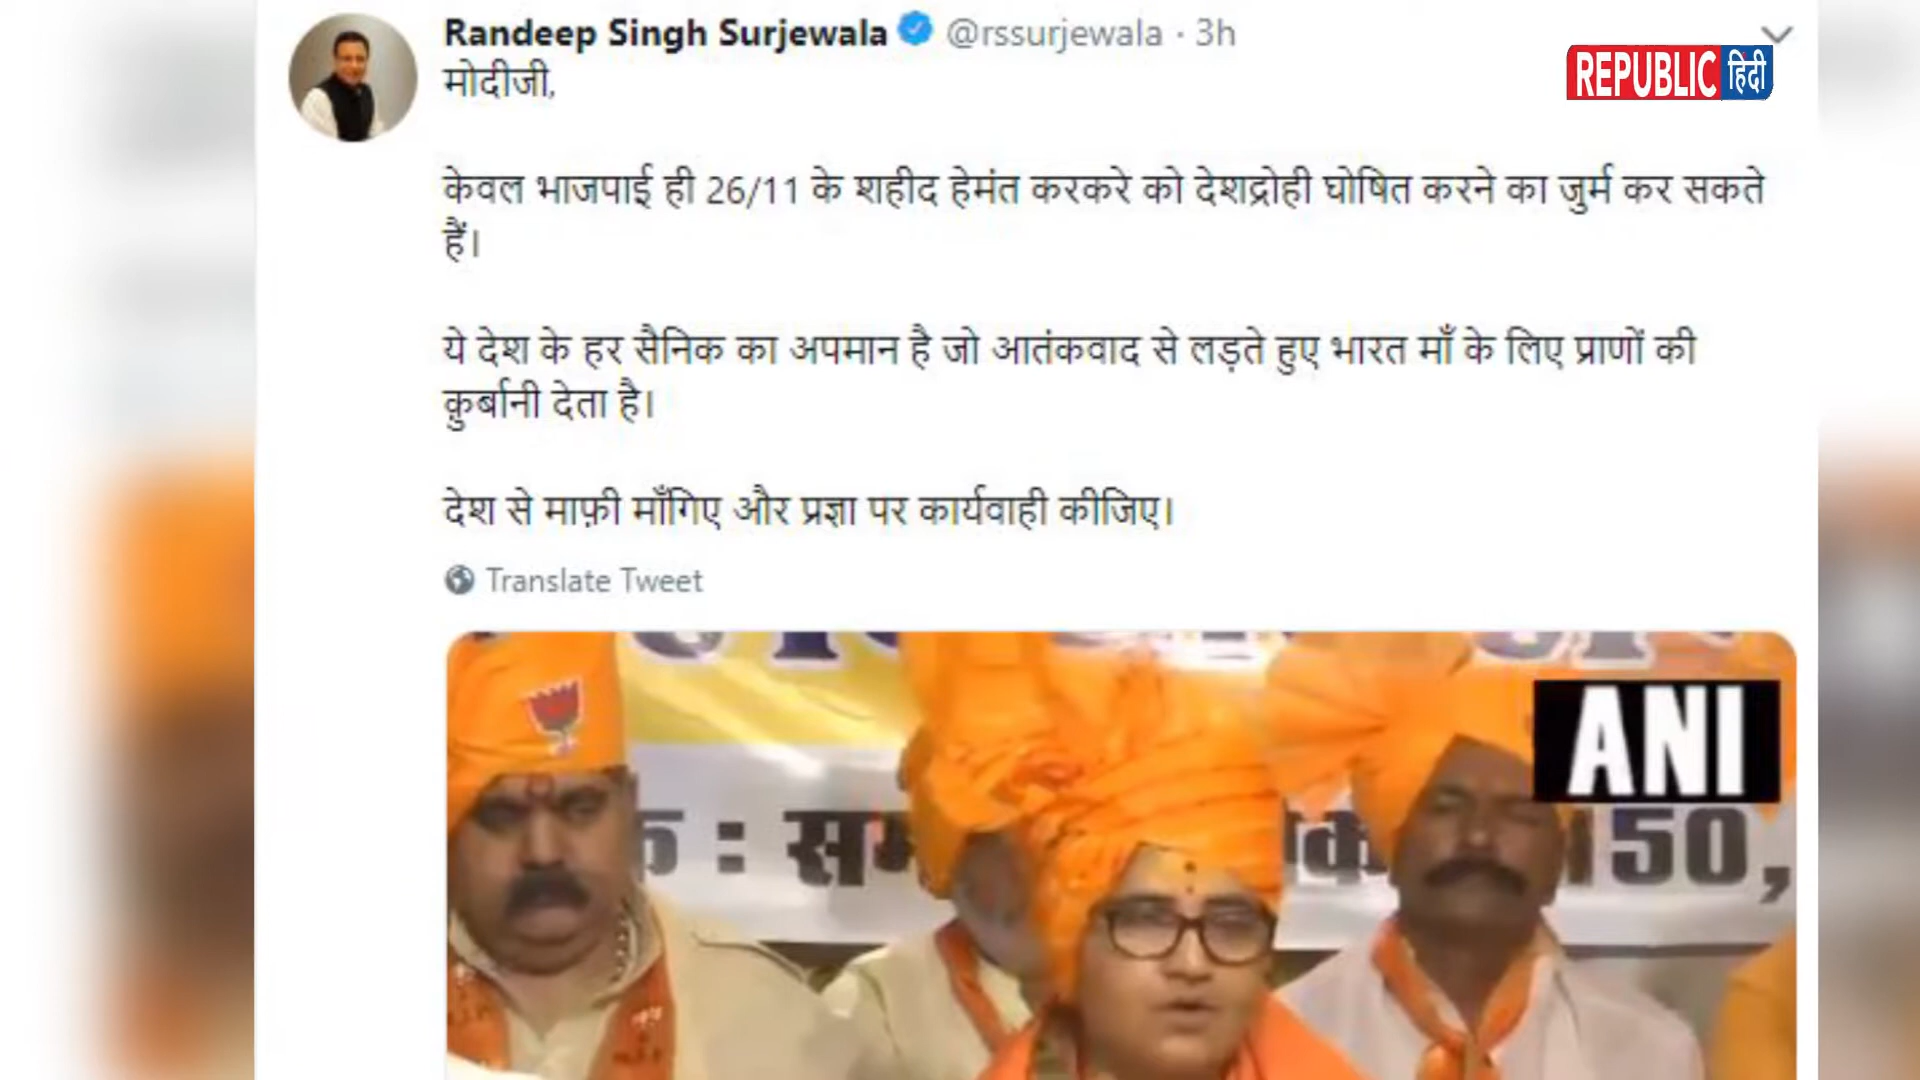 Randeep Singh Surjewala @rssurjewala · 3h
REPUBLIC हिंदी
मोदीजी,
केवल भाजपाई ही 26/11 के शहीद हेमंत करकरे को देशद्रोही घोषित करने का जुर्म कर सकते
हैं।
ये देश के हर सैनिक का अपमान है जो आतंकवाद से लड़ते हुए भारत माँ के लिए प्राणों की
क़ुर्बानी देता है।
देश से माफ़ी माँगिए और प्रज्ञा पर कार्यवाही कीजिए।
Translate Tweet
ANI
150,